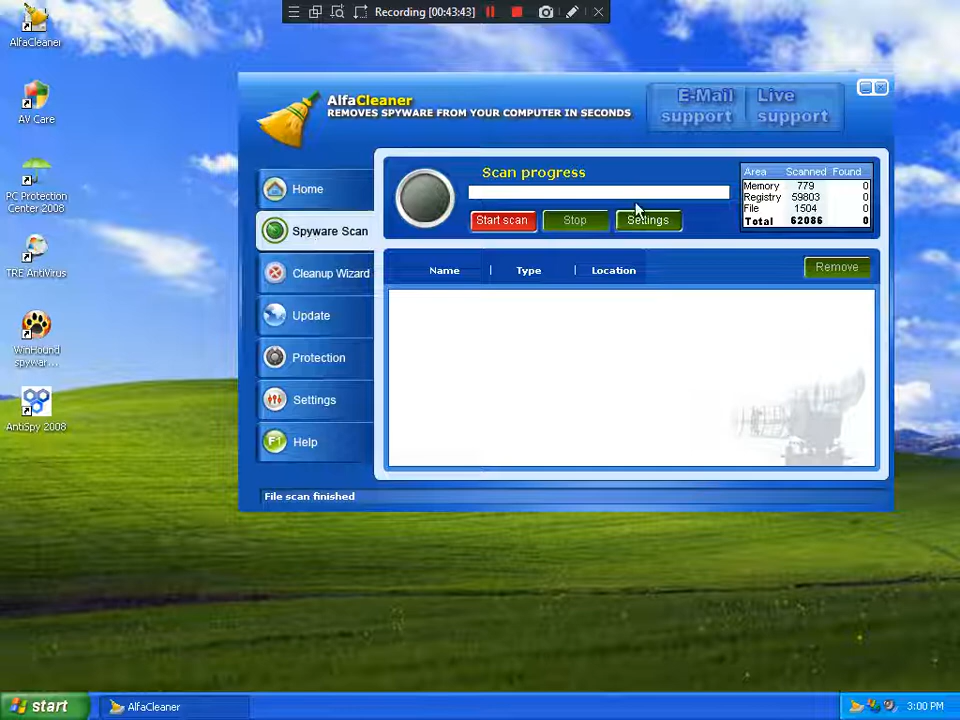 Recording [00:43:43]
AlfaCleaner
AV Care
PC Protection
Center 2008
TRE AntiVirus
WinHound
spywar...
AntiSpy 2008
AlfaCleaner
REMOVES SPYWARE FROM YOUR COMPUTER IN SECONDS
E-Mail
support
Live
support
Home
Spyware Scan
Cleanup Wizard
Update
Protection
Settings
F1 Help
Scan progress
Start scan Stop Settings
Area Scanned Found
Memory 779 0
Registry 59803 0
File 1504 0
Total 62086 0
Name | Type | Location
Remove
File scan finished
start AlfaCleaner 3:00 PM